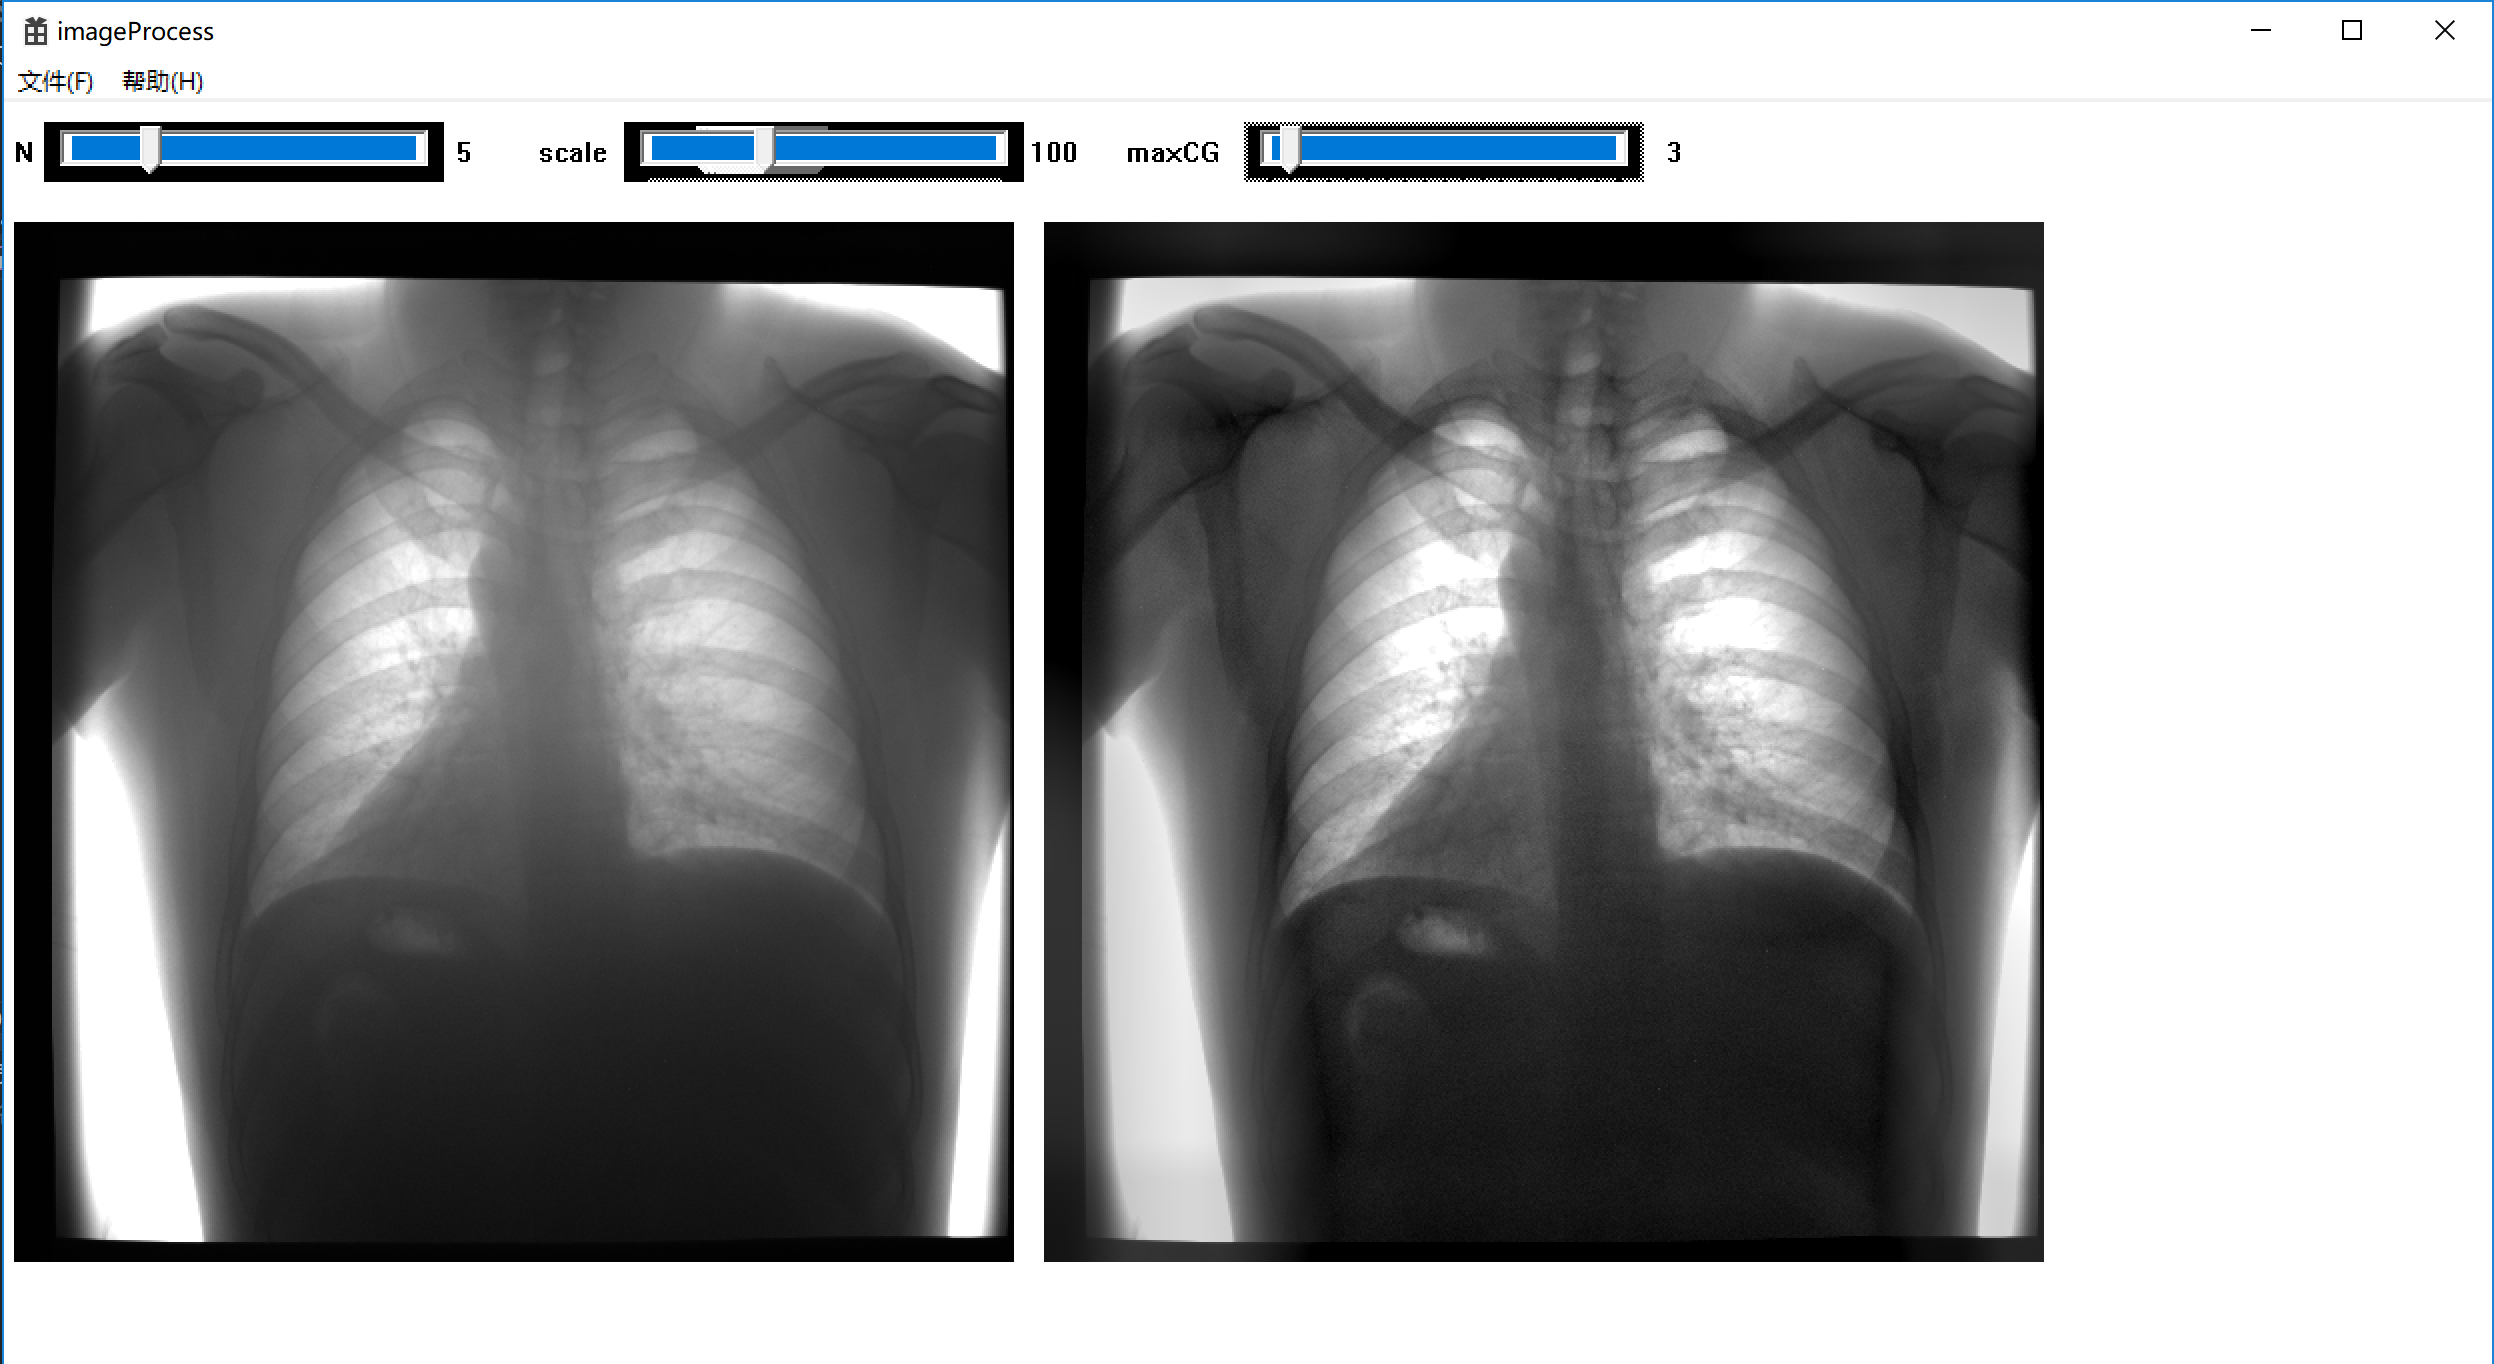 imageProcess
文件(F) 帮助(H)
N 5 scale 100 maxCG 3